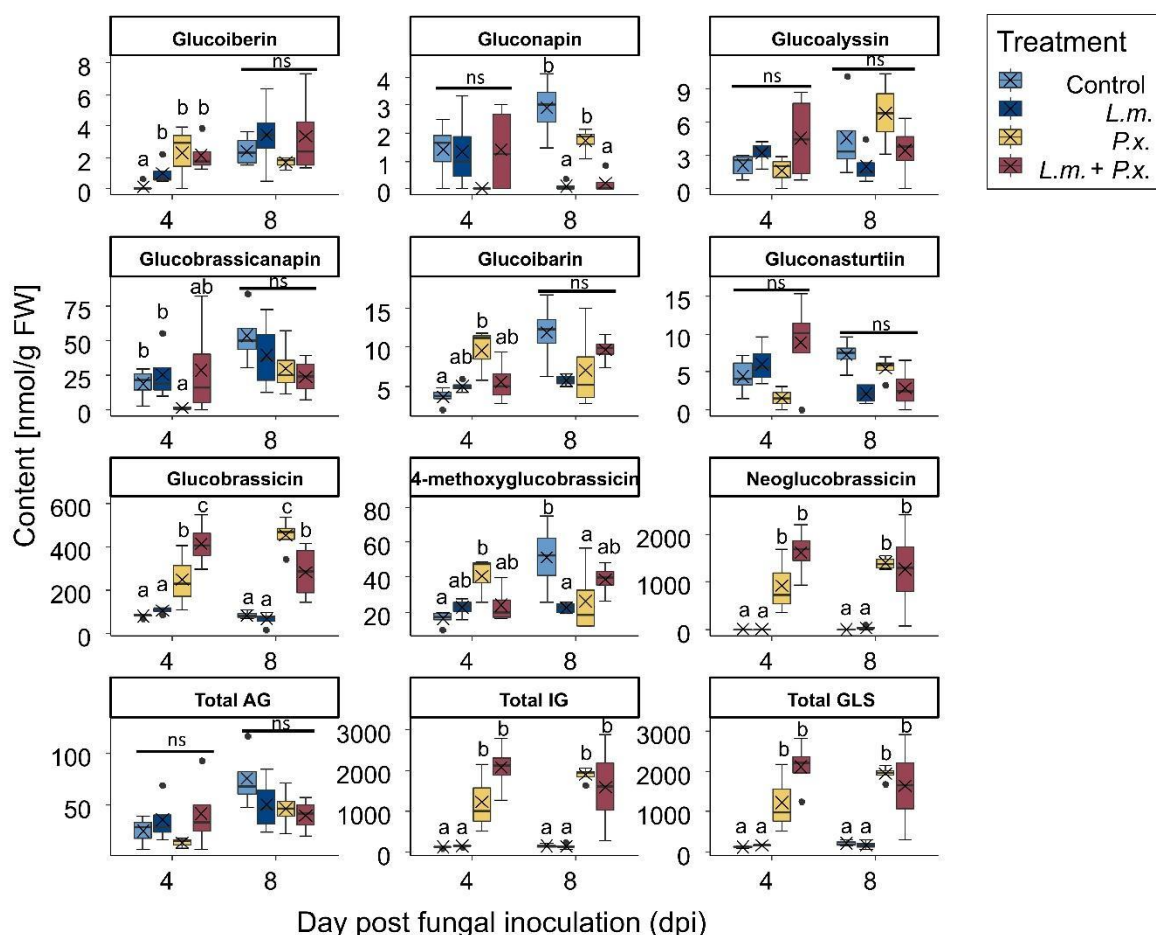 Glucoiberin
Gluconapin
Glucoalyssin
Treatment
Control
L.m.
P.x.
L.m. + P.x.
8
6
4
2
0
a
b
b
b
ns
4 8
4
3
2
1
0
ns
b
a
b
a
4 8
9
6
3
0
ns
ns
4 8
Glucobrassicanapin
Glucoibarin
Gluconasturtiin
75
50
25
0
b
b
a
ab
ns
4 8
15
10
5
a
ab
b
ab
ns
4 8
15
10
5
0
ns
ns
4 8
Glucobrassicin
4-methoxyglucobrassicin
Neoglucobrassicin
600
400
200
0
a
a
b
c
a
a
c
b
4 8
80
60
40
20
a
ab
b
ab
b
a
a
ab
4 8
2000
1000
0
a
a
b
b
a
a
b
b
4 8
Total AG
Total IG
Total GLS
100
50
ns
ns
4 8
3000
2000
1000
0
a
a
b
b
a
a
b
b
4 8
3000
2000
1000
0
a
a
b
b
a
a
b
b
4 8
Content [nmol/g FW]
Day post fungal inoculation (dpi)